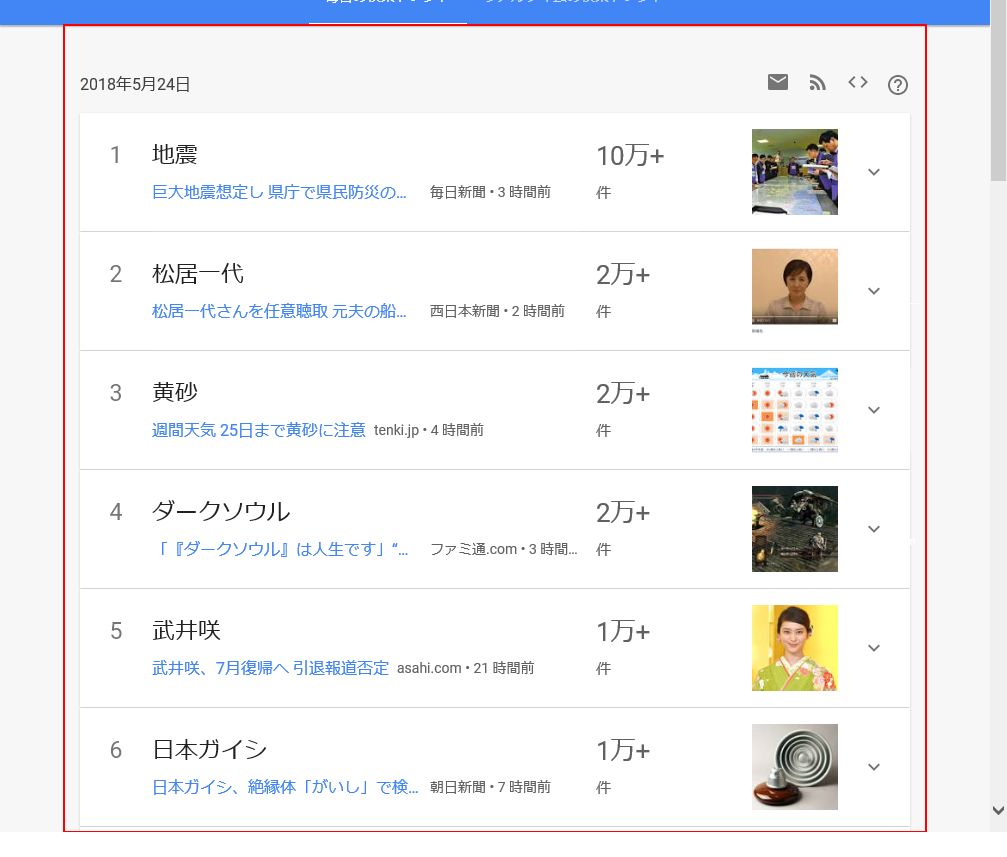 2018年5月24日
1 地震 10万+
巨大地震想定し 県庁で県民防災の... 毎日新聞 • 3 時間前 件
2 松居一代 2万+
松居一代さんを任意聴取 元夫の船... 西日本新聞 • 2 時間前 件
3 黄砂 2万+
週間天気 25日まで黄砂に注意 tenki.jp • 4 時間前 件
4 ダークソウル 2万+
「『ダークソウル』は人生です」“... ファミ通.com • 3 時間... 件
5 武井咲 1万+
武井咲、7月復帰へ 引退報道否定 asahi.com • 21 時間前 件
6 日本ガイシ 1万+
日本ガイシ、絶縁体「がいし」で検... 朝日新聞 • 7 時間前 件